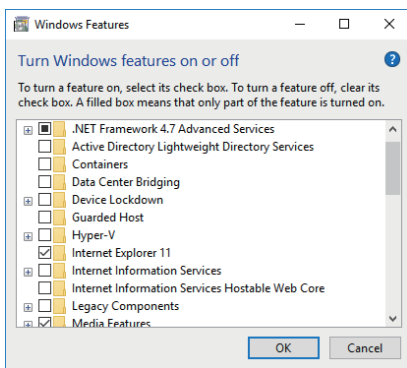 Windows Features
Turn Windows features on or off
To turn a feature on, select its check box. To turn a feature off, clear its
check box. A filled box means that only part of the feature is turned on.
.NET Framework 4.7 Advanced Services
Active Directory Lightweight Directory Services
Containers
Data Center Bridging
Device Lockdown
Guarded Host
Hyper-V
Internet Explorer 11
Internet Information Services
Internet Information Services Hostable Web Core
Legacy Components
Media Features
OK Cancel